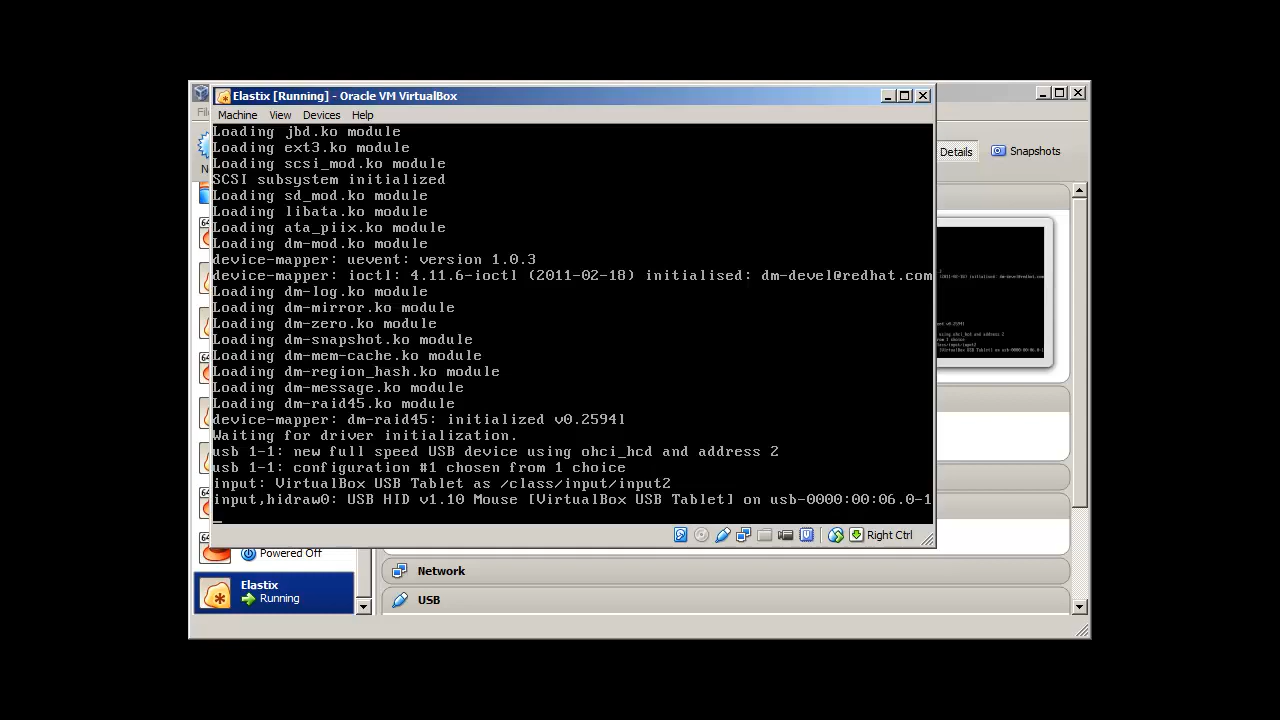 Elastix [Running] - Oracle VM VirtualBox
Machine View Devices Help
Loading jbd.ko module
Loading ext3.ko module
Loading scsi_mod.ko module
SCSI subsystem initialized
Loading sd_mod.ko module
Loading libata.ko module
Loading ata_piix.ko module
Loading dm-mod.ko module
device-mapper: uevent: version 1.0.3
device-mapper: ioctl: 4.11.6-ioctl (2011-02-18) initialised: dm-devel@redhat.com
Loading dm-log.ko module
Loading dm-mirror.ko module
Loading dm-zero.ko module
Loading dm-snapshot.ko module
Loading dm-mem-cache.ko module
Loading dm-region_hash.ko module
Loading dm-message.ko module
Loading dm-raid45.ko module
device-mapper: dm-raid45: initialized v0.2594l
Waiting for driver initialization.
usb 1-1: new full speed USB device using ohci_hcd and address 2
usb 1-1: configuration #1 chosen from 1 choice
input: VirtualBox USB Tablet as /class/input/input2
input,hidraw0: USB HID v1.10 Mouse [VirtualBox USB Tablet] on usb-0000:00:06.0-1
Right Ctrl
Details Snapshots
Powered Off
Elastix
Running
Network
USB